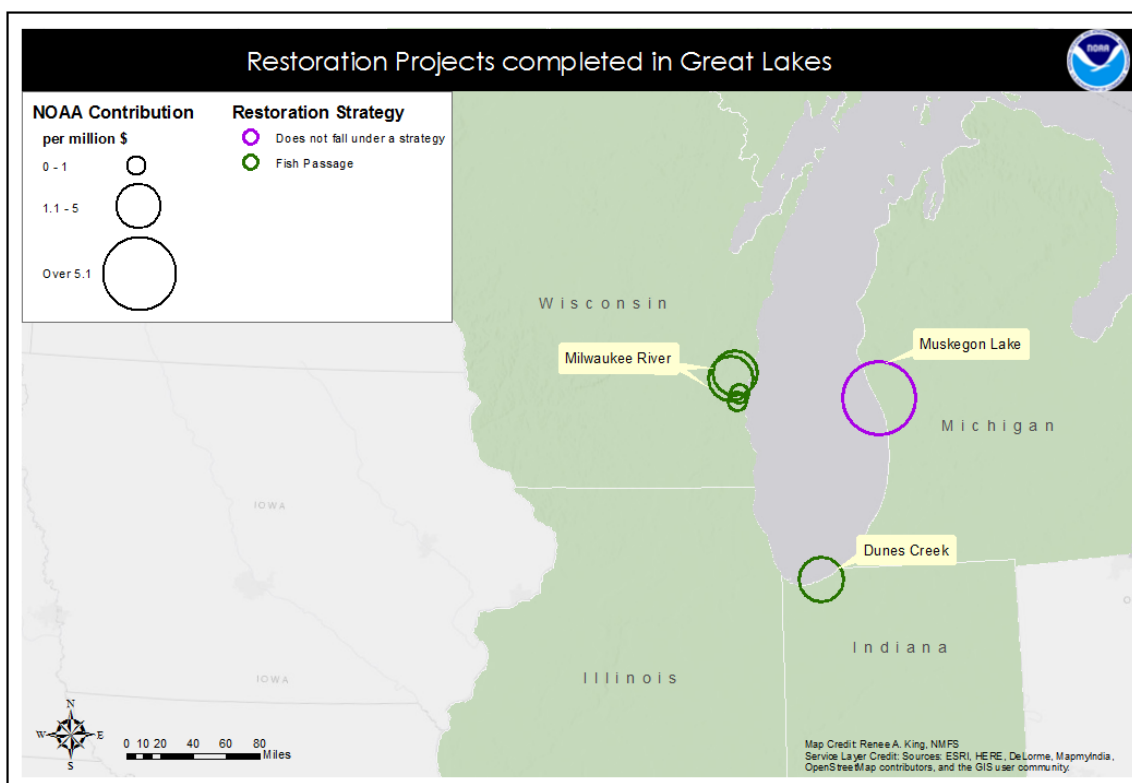 Restoration Projects completed in Great Lakes
NOAA
NOAA Contribution
per million $
0 - 1
1.1 - 5
Over 5.1
Restoration Strategy
Does not fall under a strategy
Fish Passage
Wisconsin
Milwaukee River
Muskegon Lake
Michigan
IOWA
Dunes Creek
Indiana
Illinois
IOWA
N
W
E
S
0 10 20 40 60 80
Miles
Map Credit: Renee A. King, NMFS
Service Layer Credit: Sources: ESRI, HERE, DeLorme, MapmyIndia,
OpenStreetMap contributors, and the GIS user community.